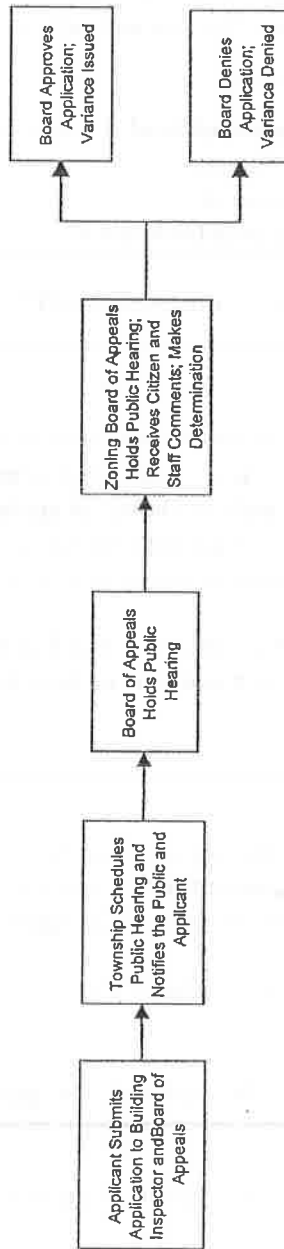 Applicant Submits
Application to Building
Inspector andBoard of
Appeals
Township Schedules
Public Hearing and
Notifies the Public and
Applicant
Board of Appeals
Holds Public
Hearing
Zoning Board of Appeals
Holds Public Hearing;
Receives Citizen and
Staff Comments; Makes
Determination
Board Approves
Application;
Variance Issued
Board Denies
Application;
Variance Denied